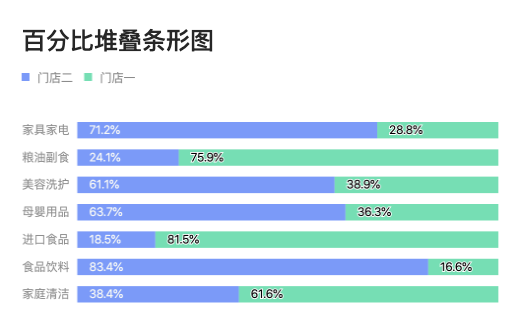 百分比堆叠条形图
门店二 门店一
家具家电 71.2% 28.8%
粮油副食 24.1% 75.9%
美容洗护 61.1% 38.9%
母婴用品 63.7% 36.3%
进口食品 18.5% 81.5%
食品饮料 83.4% 16.6%
家庭清洁 38.4% 61.6%